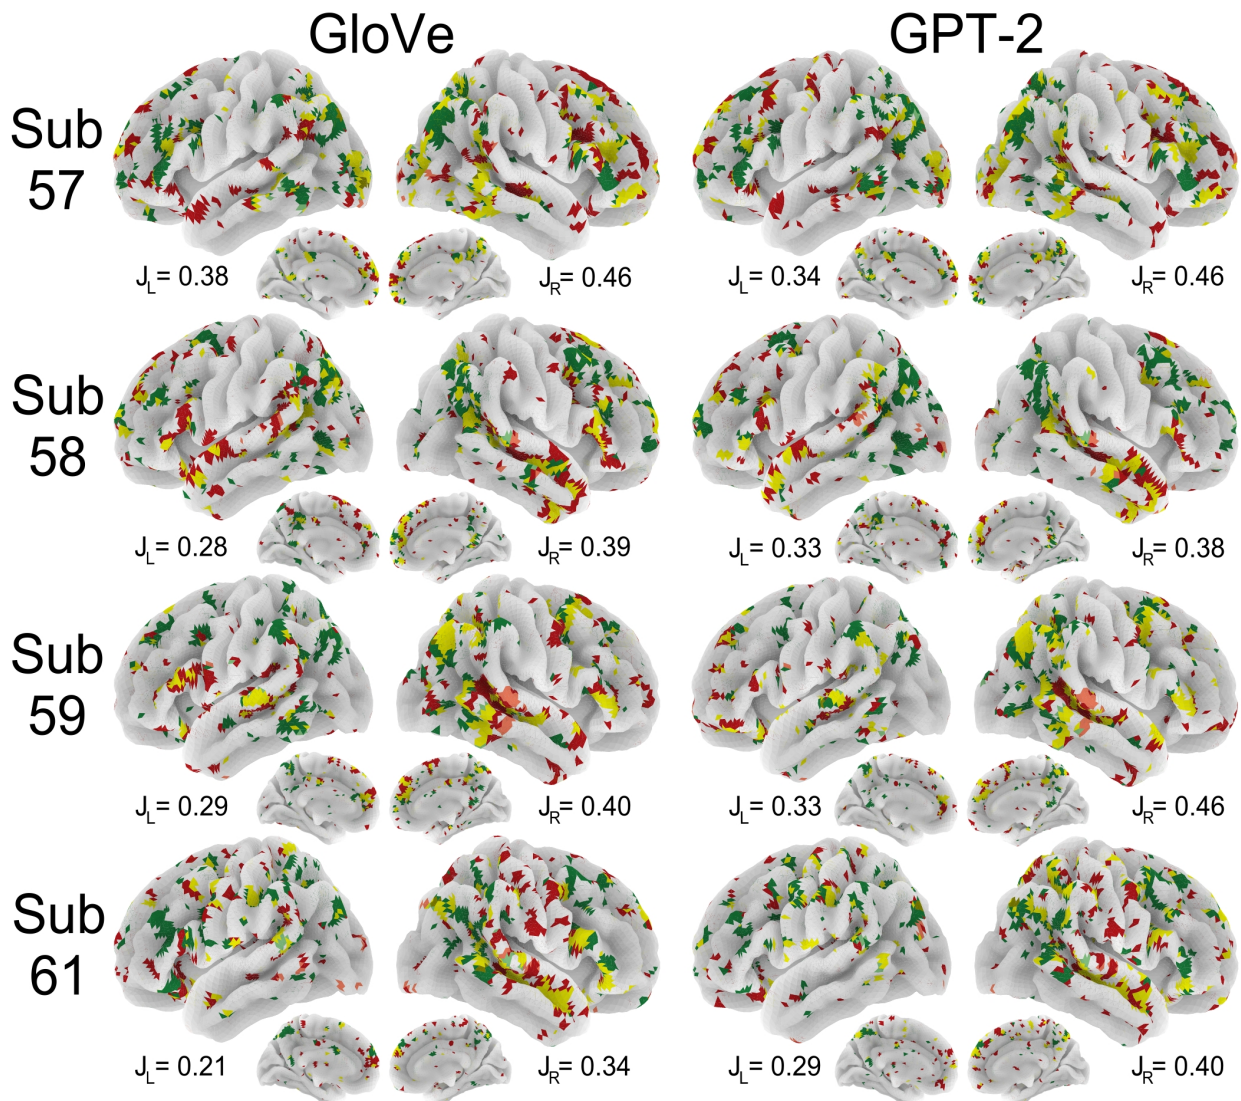 GloVe GPT-2
Sub 57
J_L = 0.38 J_R = 0.46 J_L = 0.34 J_R = 0.46
Sub 58
J_L = 0.28 J_R = 0.39 J_L = 0.33 J_R = 0.38
Sub 59
J_L = 0.29 J_R = 0.40 J_L = 0.33 J_R = 0.46
Sub 61
J_L = 0.21 J_R = 0.34 J_L = 0.29 J_R = 0.40